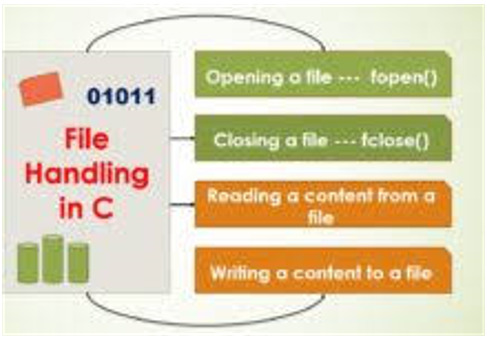 01011
File
Handling
in C
Opening a file --- fopen()
Closing a file --- fclose()
Reading a content from a
file
Writing a content to a file